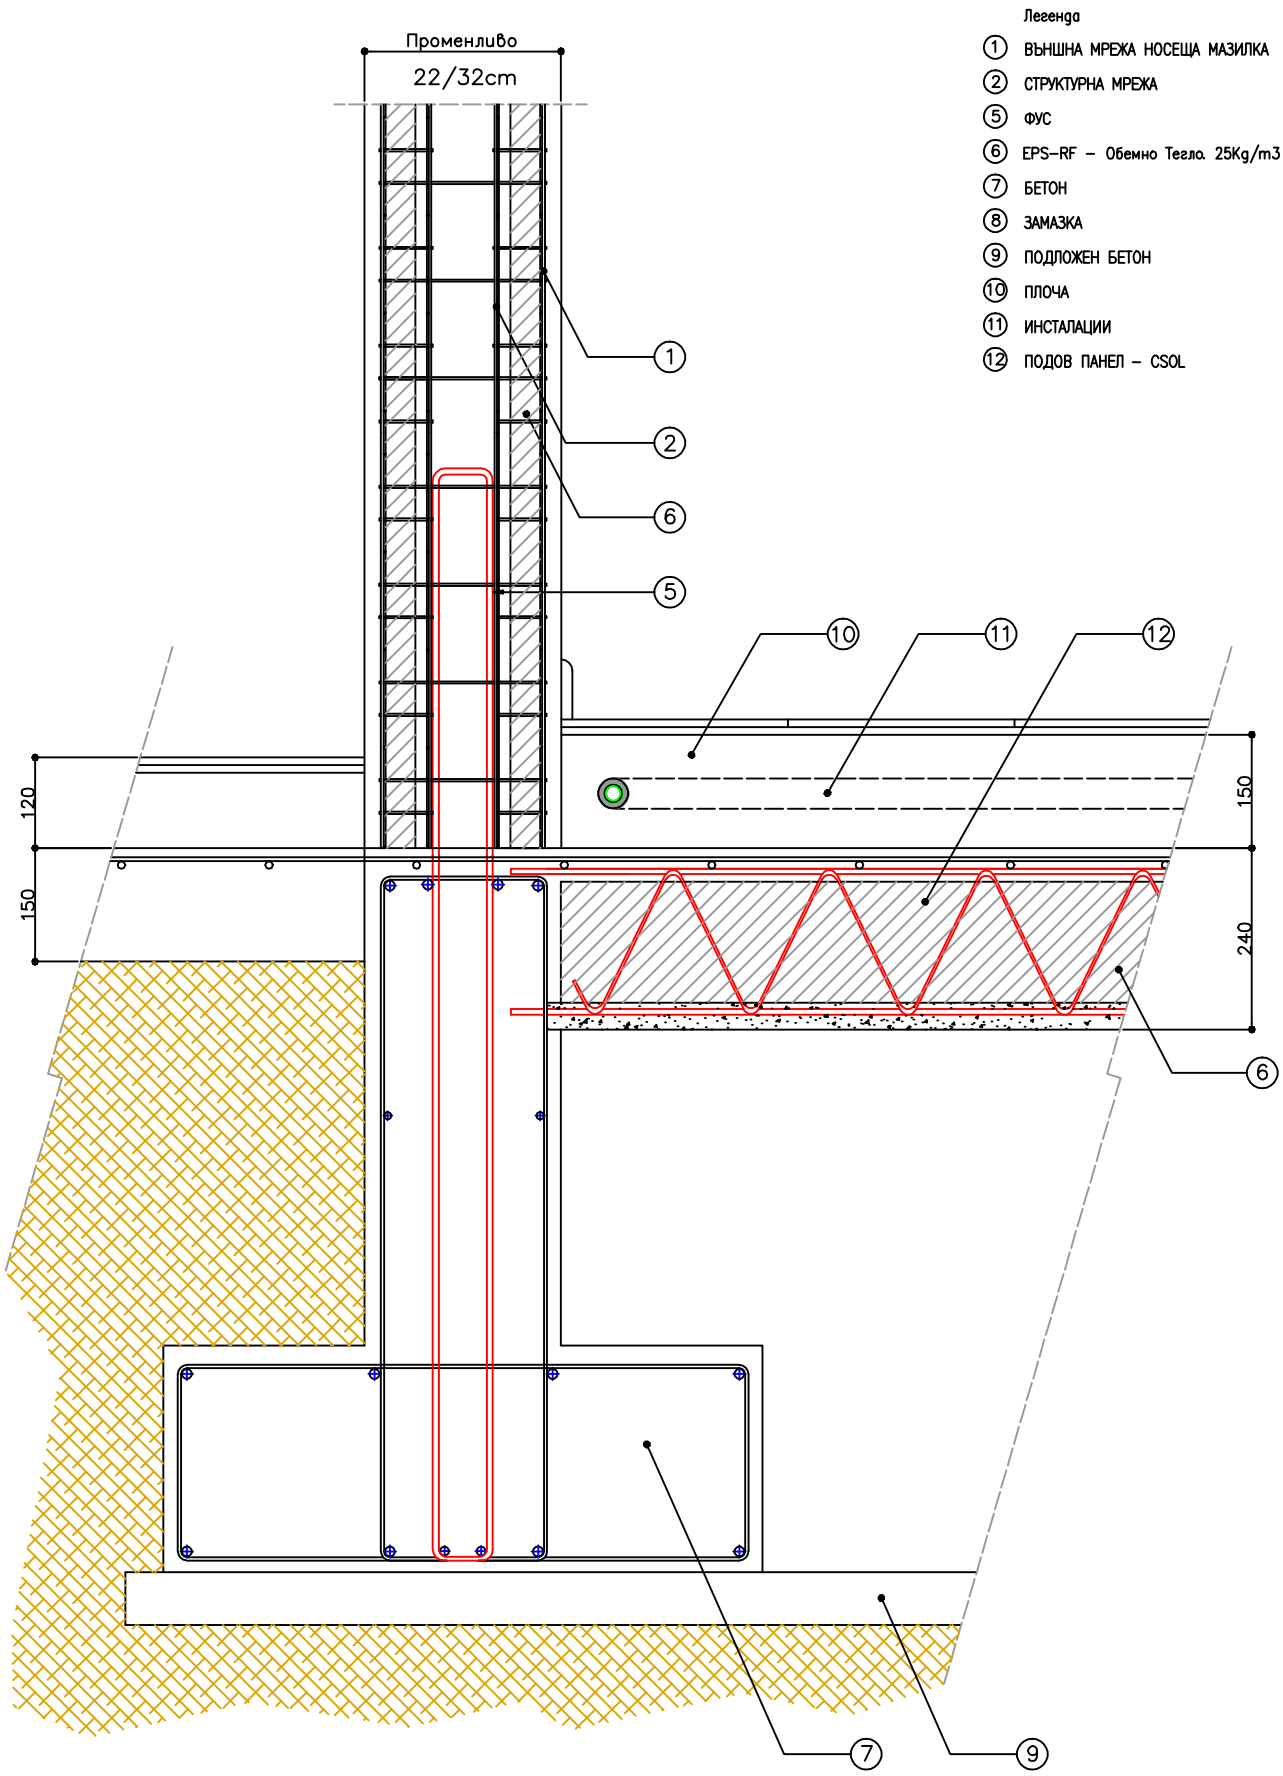 Легенда
1 ВЪНШНА МРЕЖА НОСЕЩА МАЗИЛКА
2 СТРУКТУРНА МРЕЖА
5 ФУС
6 EPS-RF - Обемно Тегло. 25Kg/m3
7 БЕТОН
8 ЗАМАЗКА
9 ПОДЛОЖЕН БЕТОН
10 ПЛОЧА
11 ИНСТАЛАЦИИ
12 ПОДОВ ПАНЕЛ - CSOL
Променливо
22/32cm
1
2
6
5
10
11
12
120
150
150
240
6
7
9